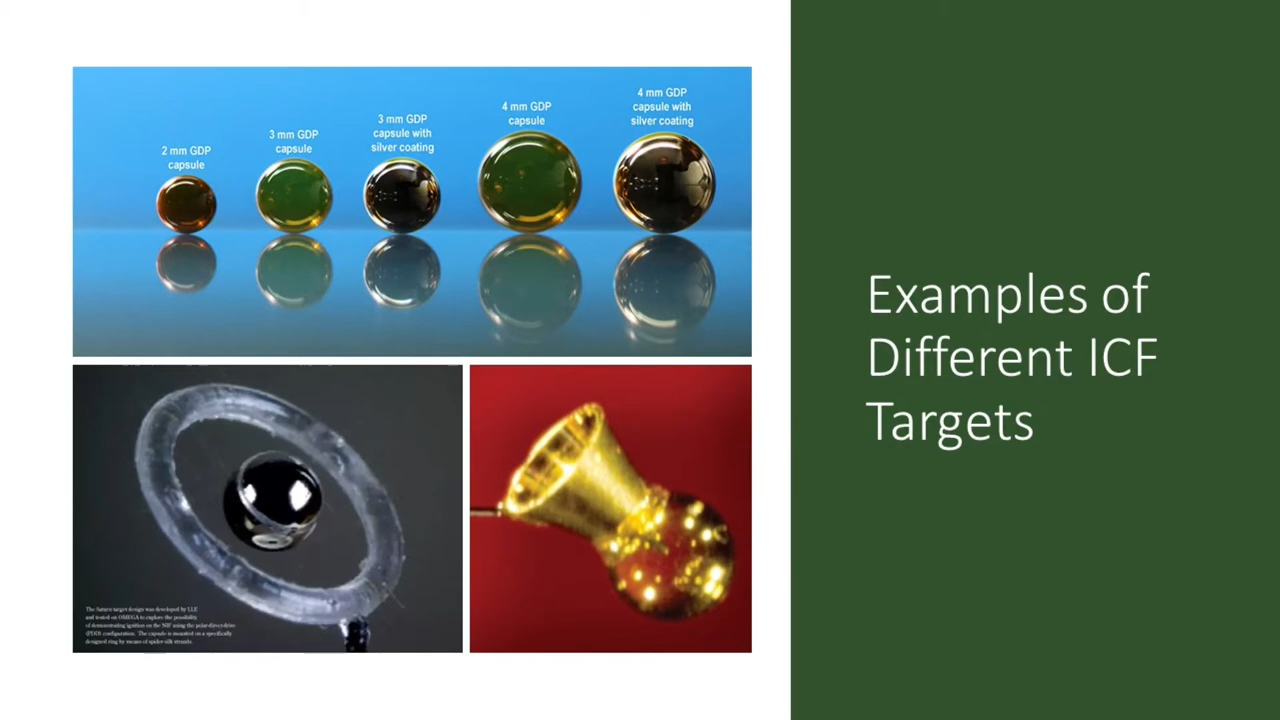 2 mm GDP
capsule
3 mm GDP
capsule
3 mm GDP
capsule with
silver coating
4 mm GDP
capsule
4 mm GDP
capsule with
silver coating
The Saturn target design was developed by LLE
and tested on OMEGA to explore the possibility
of demonstrating ignition on the NIF using the polar-direct-drive
(PDD) configuration. The capsule is mounted on a specifically
designed ring by means of spider-silk strands.
Examples of
Different ICF
Targets